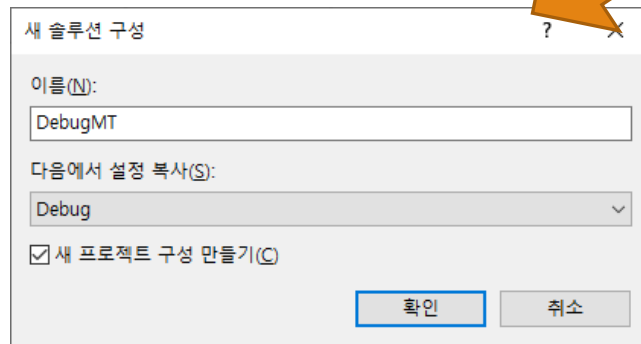 새 솔루션 구성 ?
이름(N):
DebugMT
다음에서 설정 복사(S):
Debug
새 프로젝트 구성 만들기(C)
확인 취소